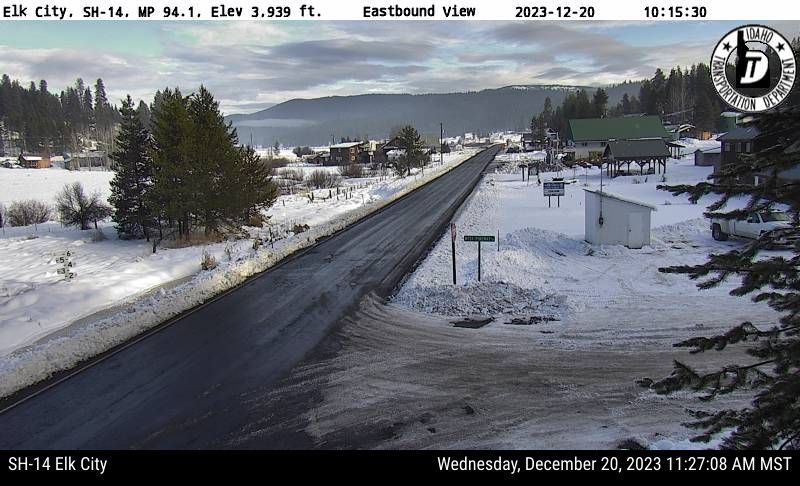 Elk City, SH-14, MP 94.1, Elev 3,939 ft. Eastbound View 2023-12-20 10:15:30
IDAHO
TRANSPORTATION DEPARTMENT
SH-14 Elk City Wednesday, December 20, 2023 11:27:08 AM MST